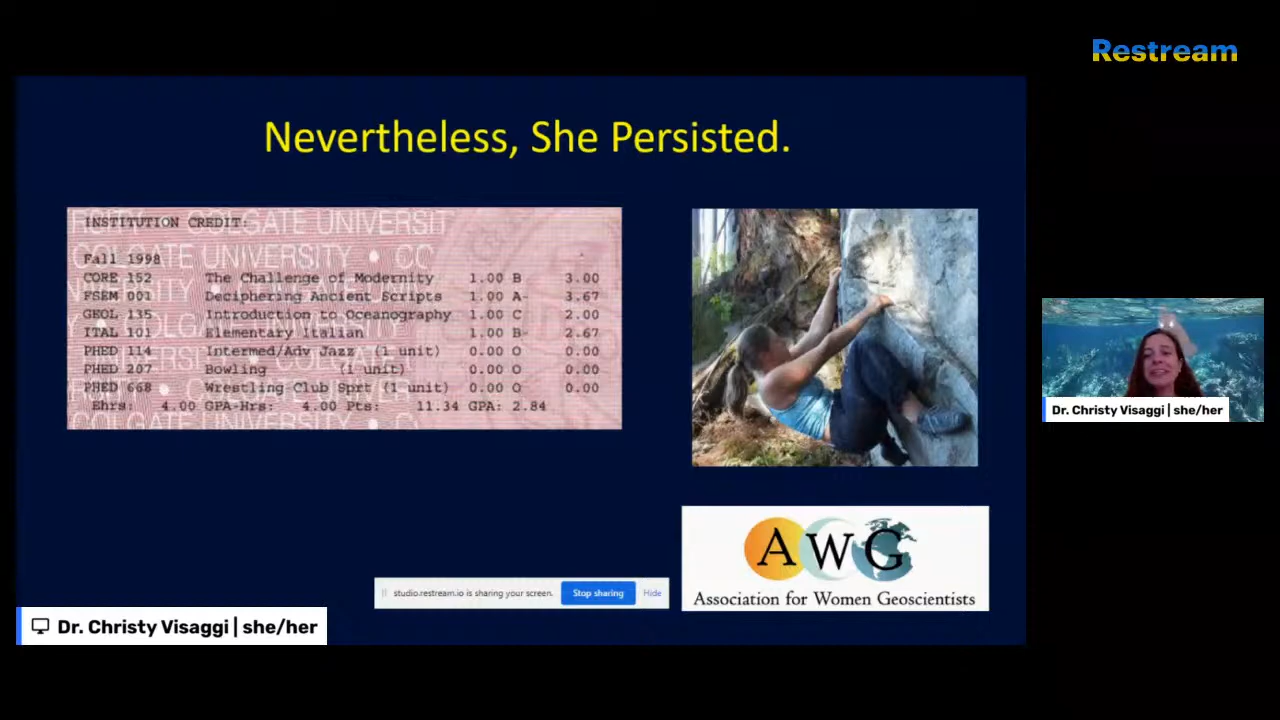 Restream
Nevertheless, She Persisted.
INSTITUTION CREDIT:
Fall 1998
CORE 152 The Challenge of Modernity 1.00 B 3.00
FSEM 001 Deciphering Ancient Scripts 1.00 A- 3.67
GEOL 135 Introduction to Oceanography 1.00 C 2.00
ITAL 101 Elementary Italian 1.00 B- 2.67
PHED 114 Intermed/Adv Jazz (1 unit) 0.00 O 0.00
PHED 207 Bowling (1 unit) 0.00 O 0.00
PHED 668 Wrestling Club Sprt (1 unit) 0.00 O 0.00
Ehrs: 4.00 GPA-Hrs: 4.00 Pts: 11.34 GPA: 2.84
COLGATE UNIVERSITY
AWG
Association for Women Geoscientists
studio.restream.io is sharing your screen.
Stop sharing
Hide
Dr. Christy Visaggi | she/her
Dr. Christy Visaggi | she/her